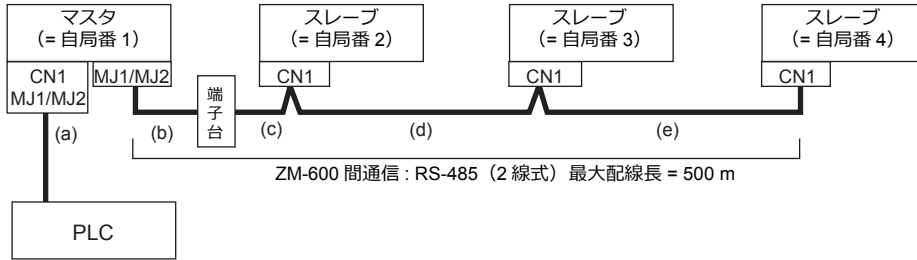 マスタ
(= 自局番 1)
スレーブ
(= 自局番 2)
スレーブ
(= 自局番 3)
スレーブ
(= 自局番 4)
CN1
MJ1/MJ2
MJ1/MJ2
端子台
CN1
CN1
CN1
(a)
(b)
(c)
(d)
(e)
ZM-600 間通信 : RS-485（2 線式）最大配線長 = 500 m
PLC